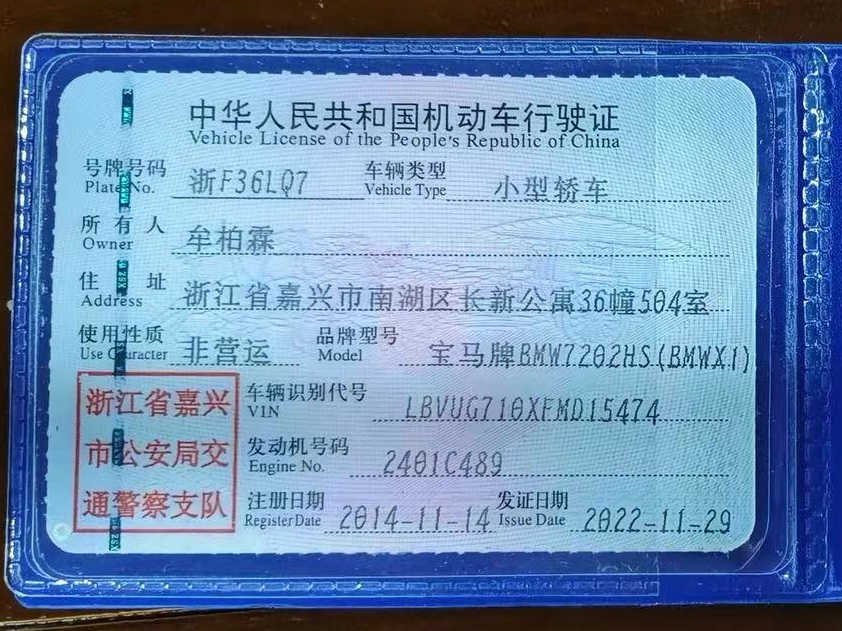 中华人民共和国机动车行驶证
Vehicle License of the People's Republic of China
号牌号码 浙F36LQ7 车辆类型 小型轿车
Plate No. Vehicle Type
所有人 牟柏霖
Owner
住址 浙江省嘉兴市南湖区长新公寓36幢504室
Address
使用性质 非营运 品牌型号 宝马牌BMW7202HS(BMWX1)
Use Character Model
浙江省嘉兴
市公安局交
通警察支队
车辆识别代号 LBVUG710XFMD15474
VIN
发动机号码 2401C489
Engine No.
注册日期 2014-11-14 发证日期 2022-11-29
Register Date Issue Date